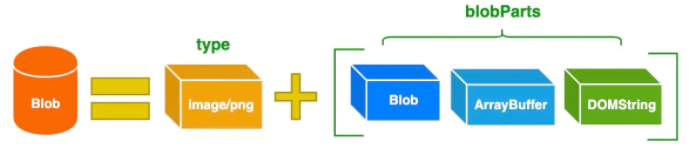 blobParts
type
Blob
image/png
Blob
ArrayBuffer
DOMString